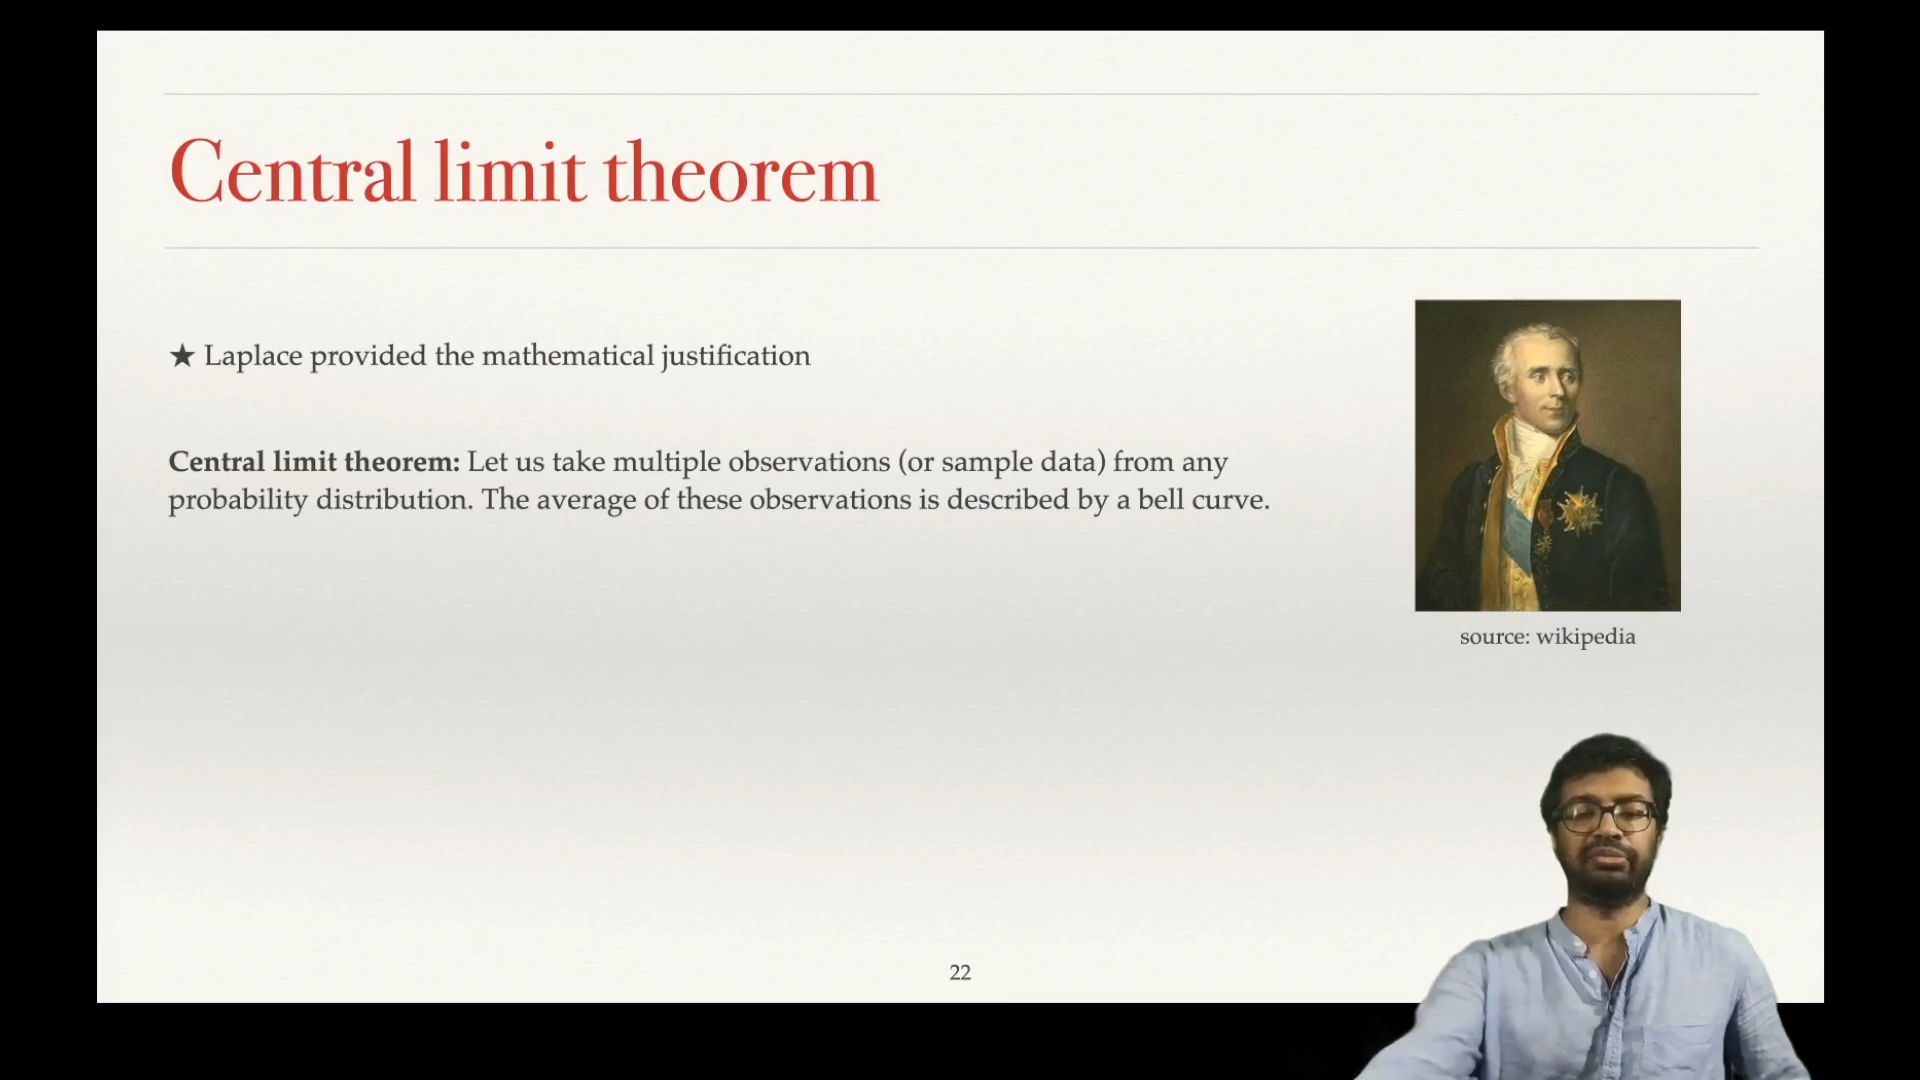 Central limit theorem
★ Laplace provided the mathematical justification
Central limit theorem: Let us take multiple observations (or sample data) from any
probability distribution. The average of these observations is described by a bell curve.
source: wikipedia
22